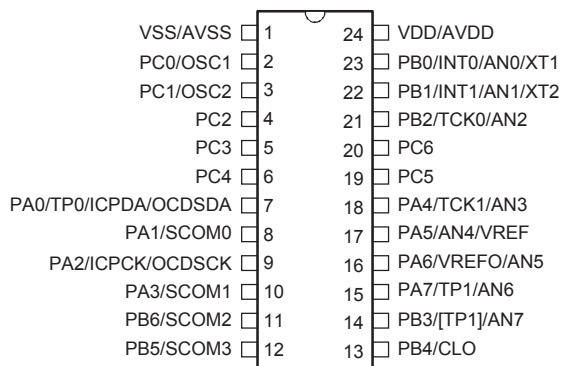 VSS/AVSS 1 24 VDD/AVDD
PC0/OSC1 2 23 PB0/INT0/AN0/XT1
PC1/OSC2 3 22 PB1/INT1/AN1/XT2
PC2 4 21 PB2/TCK0/AN2
PC3 5 20 PC6
PC4 6 19 PC5
PA0/TP0/ICPDA/OCDSDA 7 18 PA4/TCK1/AN3
PA1/SCOM0 8 17 PA5/AN4/VREF
PA2/ICPCK/OCDSCK 9 16 PA6/VREFO/AN5
PA3/SCOM1 10 15 PA7/TP1/AN6
PB6/SCOM2 11 14 PB3/[TP1]/AN7
PB5/SCOM3 12 13 PB4/CLO